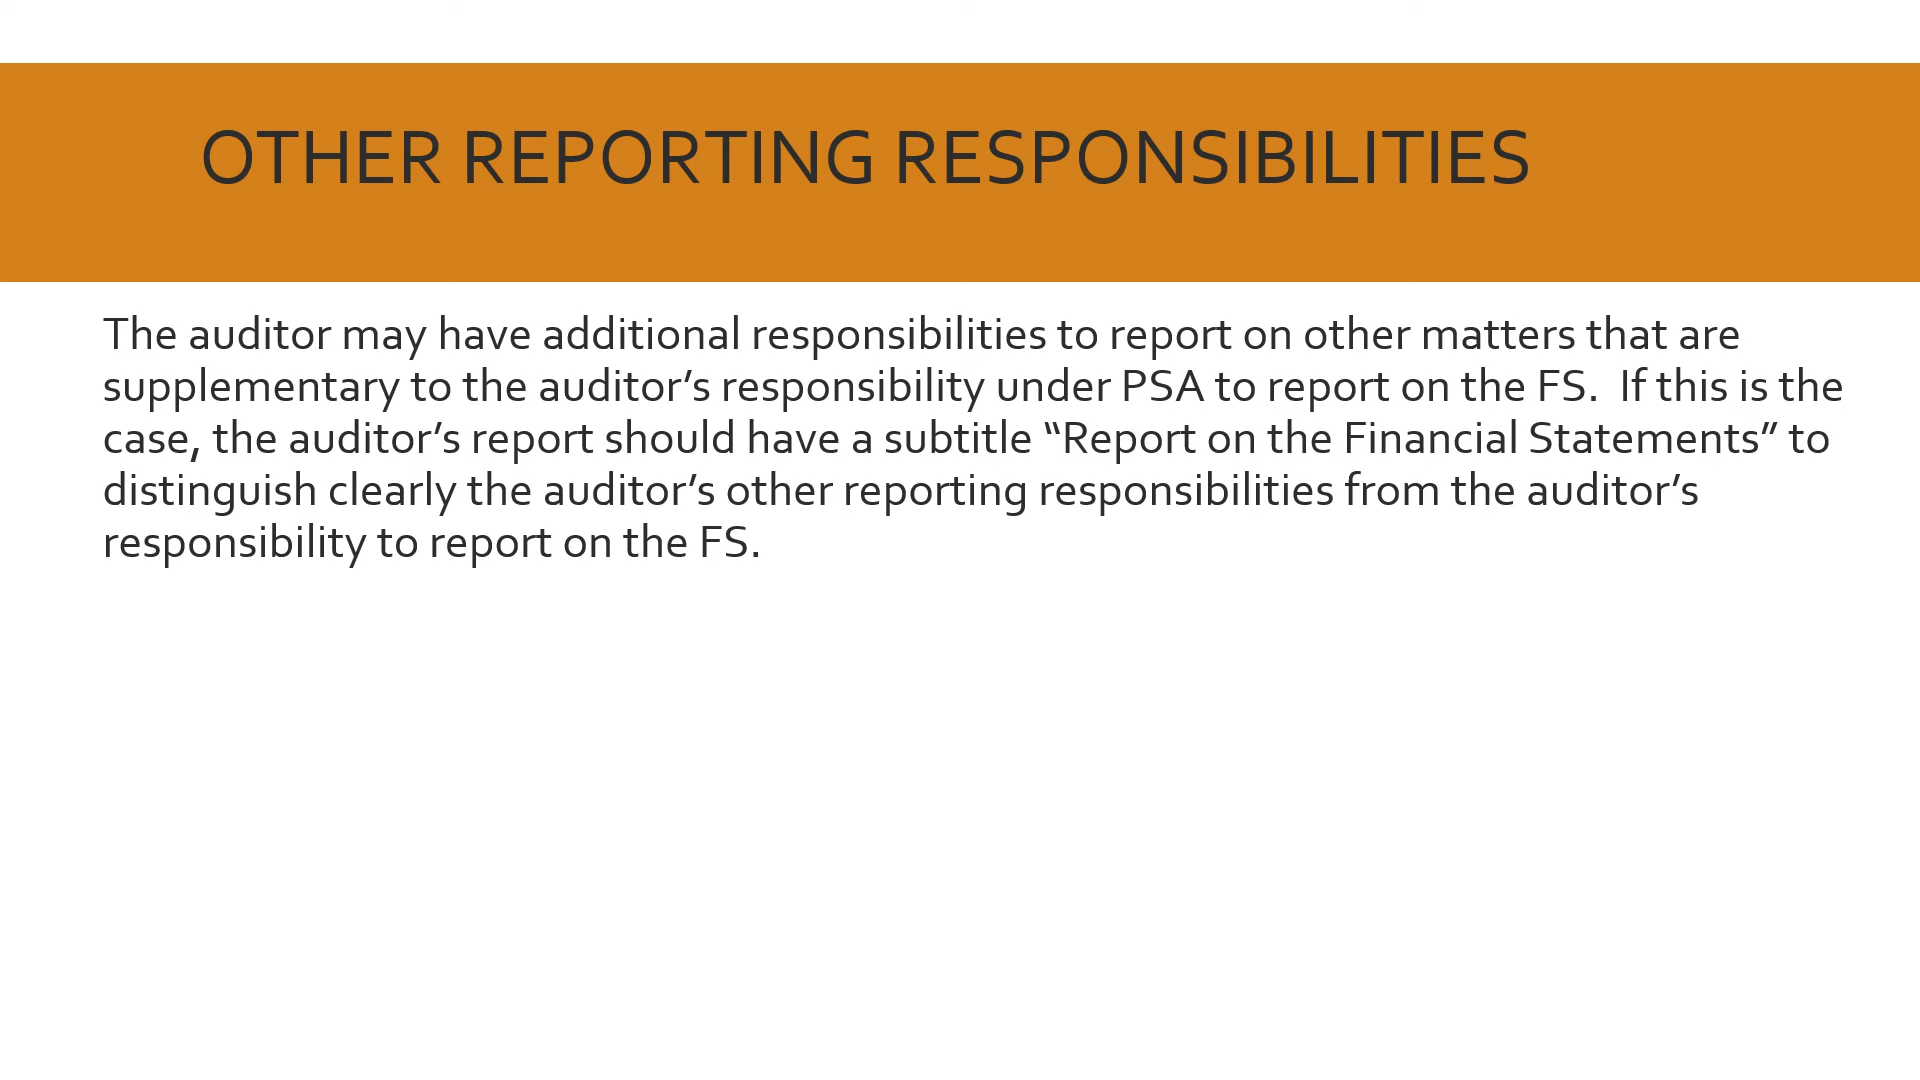 OTHER REPORTING RESPONSIBILITIES
The auditor may have additional responsibilities to report on other matters that are
supplementary to the auditor’s responsibility under PSA to report on the FS.  If this is the
case, the auditor’s report should have a subtitle “Report on the Financial Statements” to
distinguish clearly the auditor’s other reporting responsibilities from the auditor’s
responsibility to report on the FS.